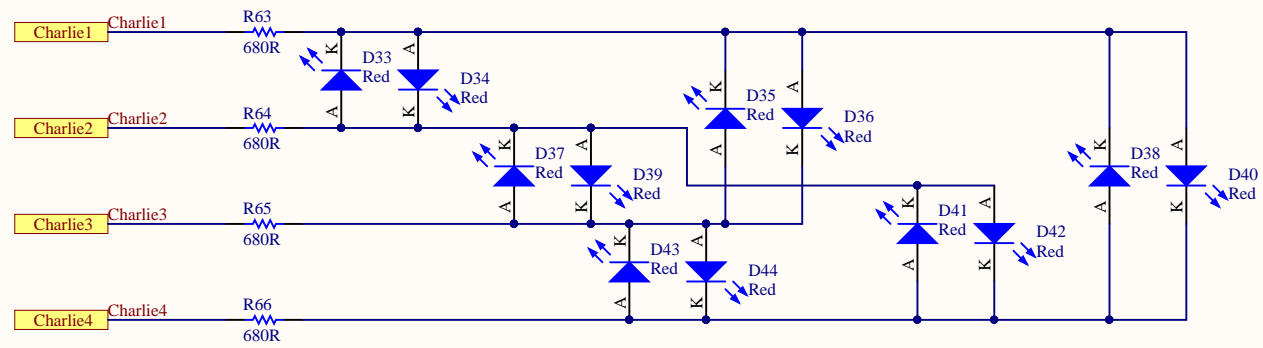 Charlie1
Charlie1
R63
680R
K
A
D33
Red
A
K
D34
Red
K
A
D35
Red
A
K
D36
Red
Charlie2
Charlie2
R64
680R
K
A
D37
Red
A
K
D39
Red
K
A
D38
Red
A
K
D40
Red
Charlie3
Charlie3
R65
680R
K
A
D41
Red
A
K
D42
Red
K
A
D43
Red
A
K
D44
Red
Charlie4
Charlie4
R66
680R